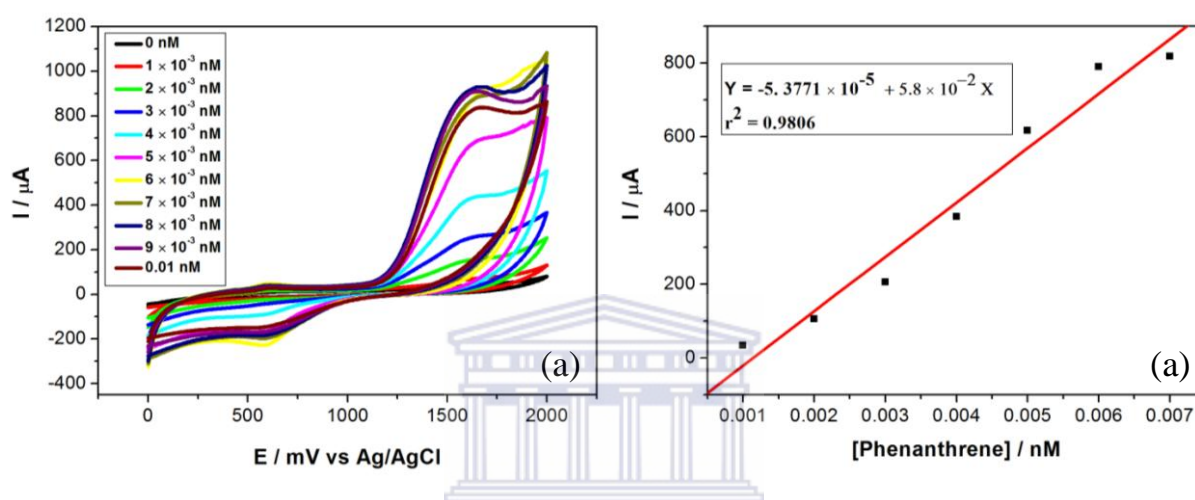 1200
1000
800
600
400
200
0
-200
-400
I / µA
0 nM
1 × 10⁻³ nM
2 × 10⁻³ nM
3 × 10⁻³ nM
4 × 10⁻³ nM
5 × 10⁻³ nM
6 × 10⁻³ nM
7 × 10⁻³ nM
8 × 10⁻³ nM
9 × 10⁻³ nM
0.01 nM
(a)
0 500 1000 1500 2000
E / mV vs Ag/AgCl
800
600
400
200
0
I / µA
Y = -5.3771 × 10⁻⁵ + 5.8 × 10⁻² X
r² = 0.9806
(a)
0.001 0.002 0.003 0.004 0.005 0.006 0.007
[Phenanthrene] / nM